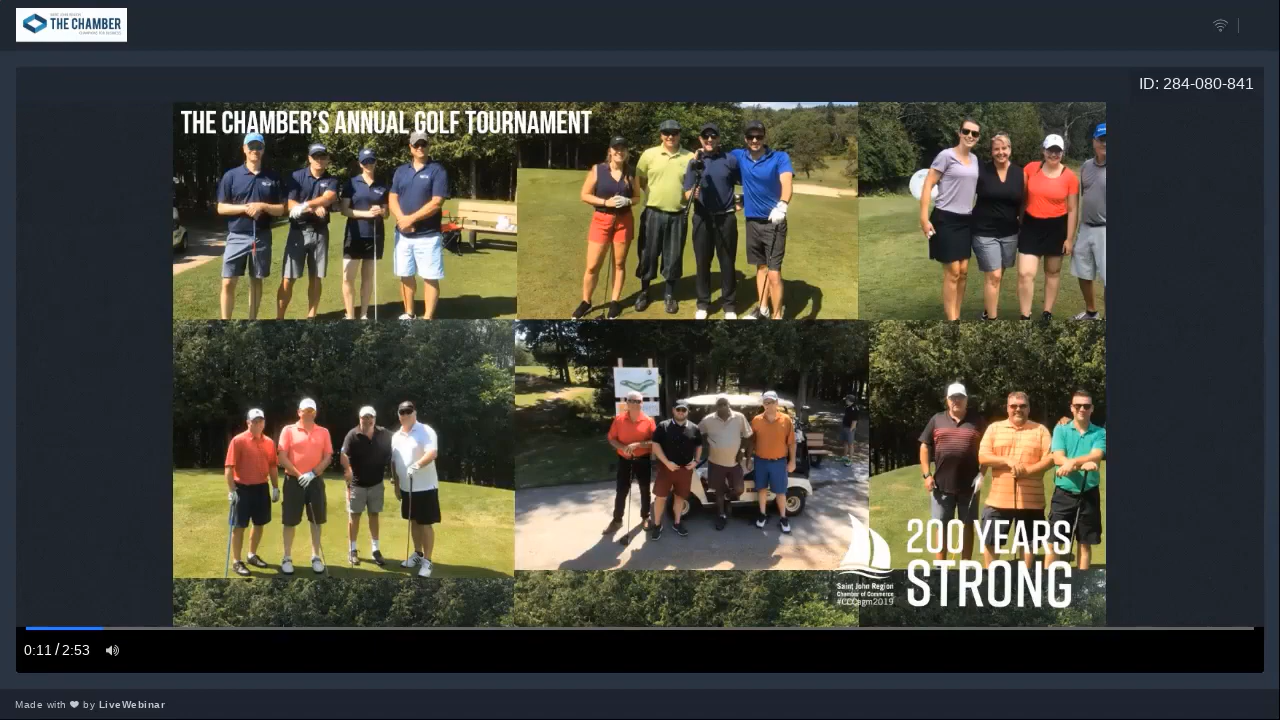 THE CHAMBER
ID: 284-080-841
THE CHAMBER'S ANNUAL GOLF TOURNAMENT
200 YEARS
STRONG
Saint John Region
Chamber of Commerce
#CCCagm2019
0:11 / 2:53
Made with by LiveWebinar